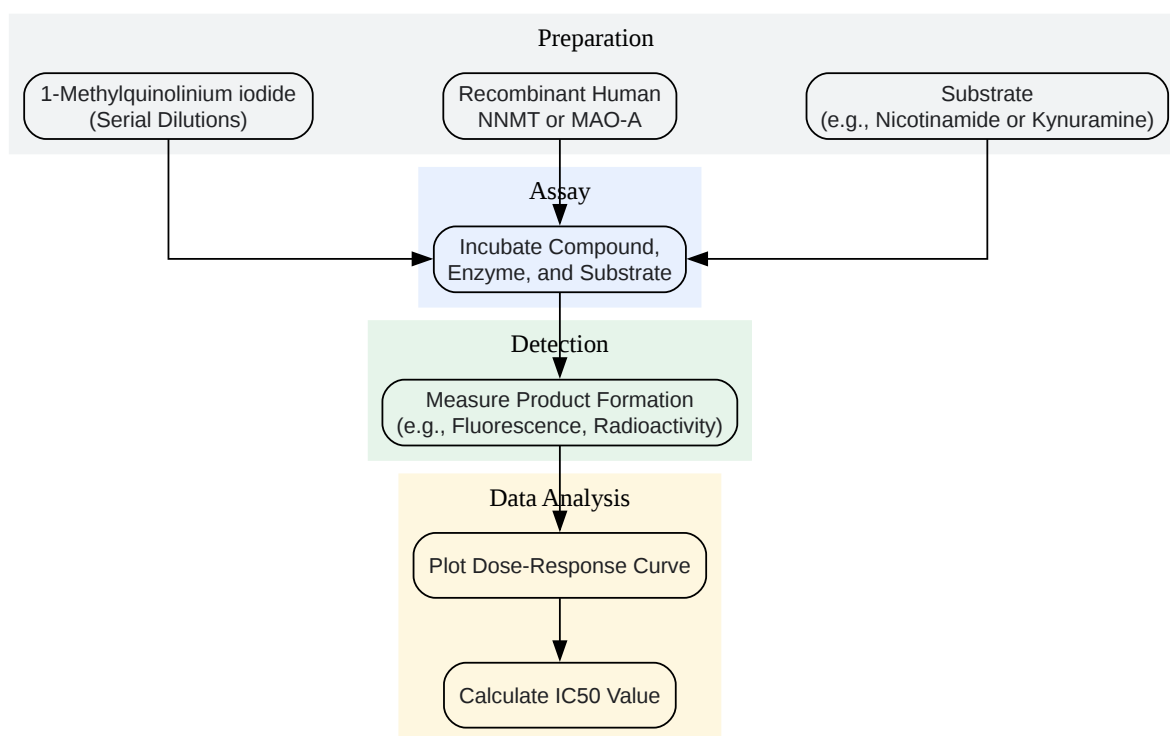 Preparation
1-Methylquinolinium iodide
(Serial Dilutions)
Recombinant Human
NNMT or MAO-A
Substrate
(e.g., Nicotinamide or Kynuramine)
Assay
Incubate Compound,
Enzyme, and Substrate
Detection
Measure Product Formation
(e.g., Fluorescence, Radioactivity)
Data Analysis
Plot Dose-Response Curve
Calculate IC50 Value